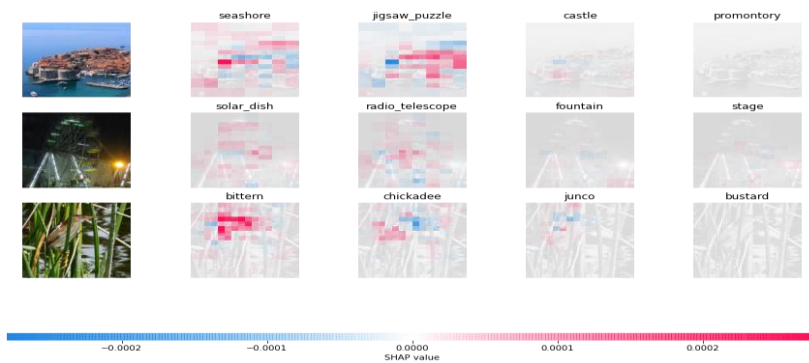 seashore jigsaw_puzzle castle promontory
solar_dish radio_telescope fountain stage
bittern chickadee junco bustard
−0.0002 −0.0001 0.0000 0.0001 0.0002
SHAP value